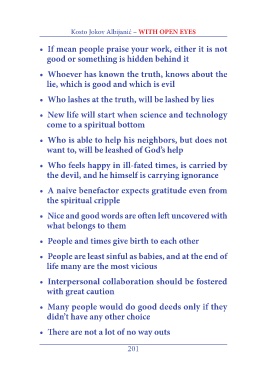 Kosto Jokov Albijanić – WITH OPEN EYES
• If mean people praise your work, either it is not
good or something is hidden behind it
• Whoever has known the truth, knows about the
lie, which is good and which is evil
• Who lashes at the truth, will be lashed by lies
• New life will start when science and technology
come to a spiritual bottom
• Who is able to help his neighbors, but does not
want to, will be leashed of God's help
• Who feels happy in ill-fated times, is carried by
the devil, and he himself is carrying ignorance
• A naive benefactor expects gratitude even from
the spiritual cripple
• Nice and good words are often left uncovered with
what belongs to them
• People and times give birth to each other
• People are least sinful as babies, and at the end of
life many are the most vicious
• Interpersonal collaboration should be fostered
with great caution
• Many people would do good deeds only if they
didn't have any other choice
• There are not a lot of no way outs
201